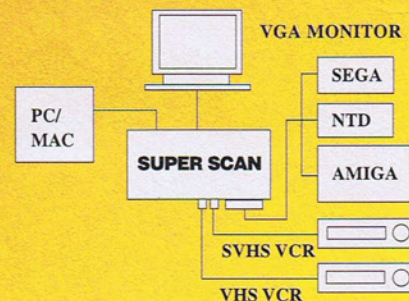 VGA MONITOR
SEGA
PC/
MAC
NTD
SUPER SCAN
AMIGA
SVHS VCR
VHS VCR